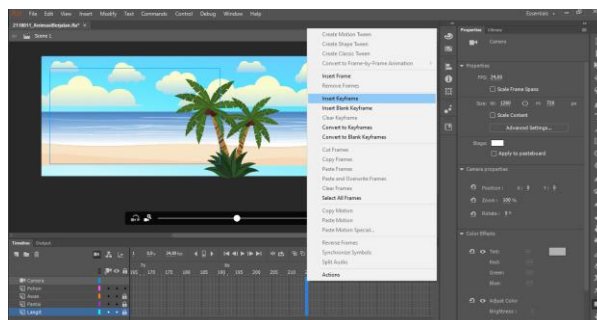 File Edit View Insert Modify Text Commands Control Debug Window Help
Essentials
Scene 1
Create Motion Tween
Create Shape Tween
Create Classic Tween
Convert to Frame-by-Frame Animation
Insert Frame
Remove Frames
Insert Keyframe
Insert Blank Keyframe
Clear Keyframe
Convert to Keyframes
Convert to Blank Keyframes
Cut Frames
Copy Frames
Paste Frames
Paste and Overwrite Frames
Clear Frames
Select All Frames
Copy Motion
Paste Motion
Paste Motion Special...
Reverse Frames
Synchronize Symbols
Split Audio
Actions
Properties Library
Camera
Properties
Scale Frame Spans
Scale Content
Advanced Settings...
Stage:
Apply to pasteboard
Camera properties
Position :
Zoom : 100 %
Rotate :
Color Effects
Tint
Red:
Green:
Blue:
Adjust Color
Brightness :
Timeline Output
Camera
Pohon
Awan
Pantai
Langit